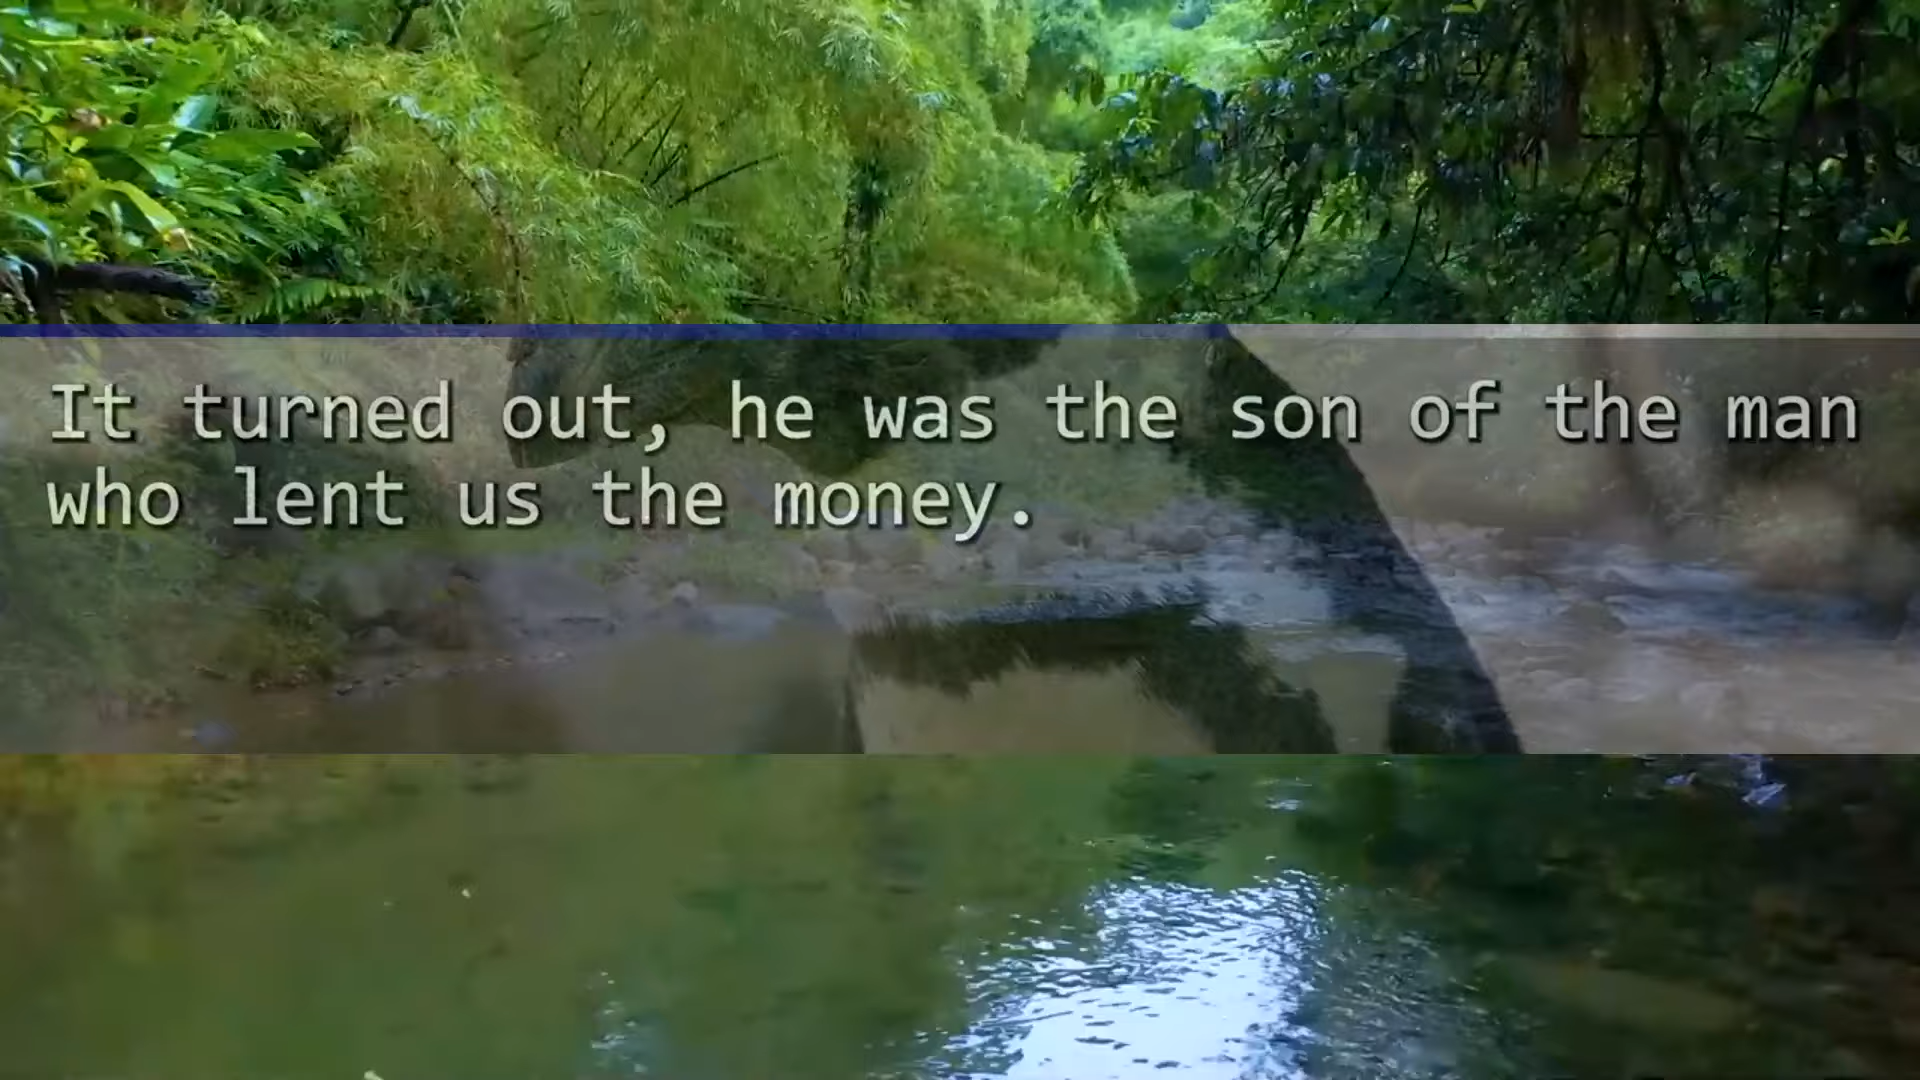 It turned out, he was the son of the man
who lent us the money.